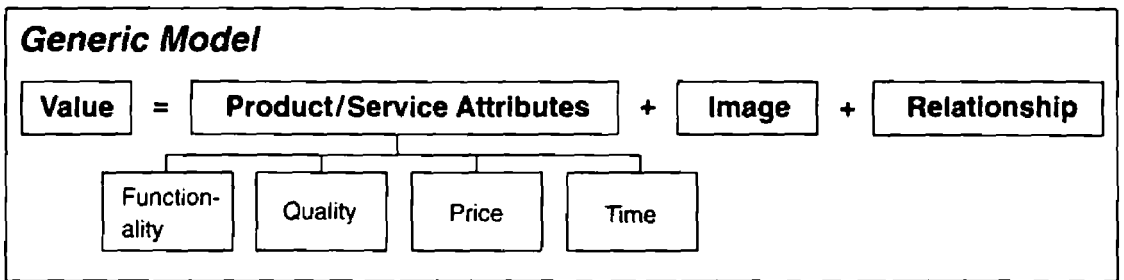 Generic Model
Value = Product/Service Attributes + Image + Relationship
Function-
ality
Quality Price Time